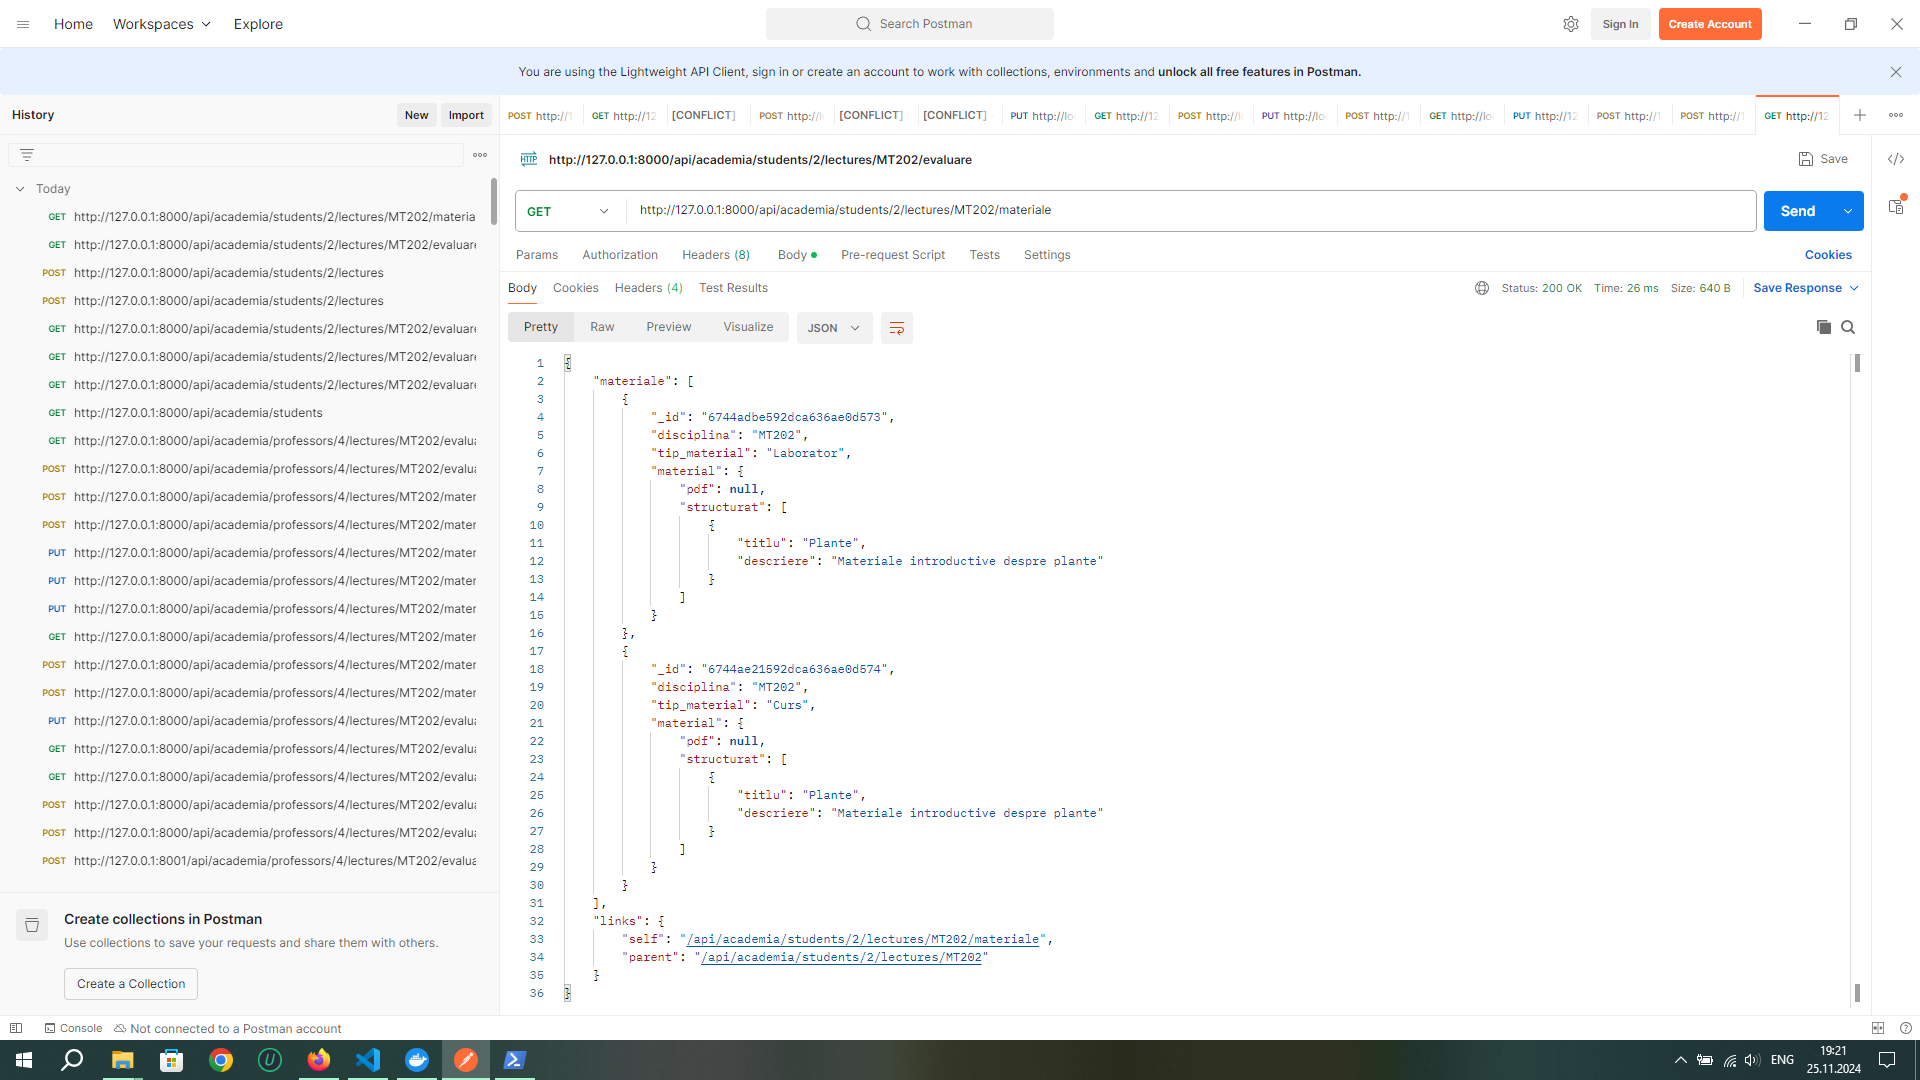 Home Workspaces Explore Search Postman Sign In Create Account
You are using the Lightweight API Client, sign in or create an account to work with collections, environments and unlock all free features in Postman.
History New Import
Today
GET http://127.0.0.1:8000/api/academia/students/2/lectures/MT202/materia
GET http://127.0.0.1:8000/api/academia/students/2/lectures/MT202/evaluare
POST http://127.0.0.1:8000/api/academia/students/2/lectures
POST http://127.0.0.1:8000/api/academia/students/2/lectures
GET http://127.0.0.1:8000/api/academia/students/2/lectures/MT202/evaluare
GET http://127.0.0.1:8000/api/academia/students/2/lectures/MT202/evaluare
GET http://127.0.0.1:8000/api/academia/students/2/lectures/MT202/evaluare
GET http://127.0.0.1:8000/api/academia/students
GET http://127.0.0.1:8000/api/academia/professors/4/lectures/MT202/evalua
POST http://127.0.0.1:8000/api/academia/professors/4/lectures/MT202/evalua
POST http://127.0.0.1:8000/api/academia/professors/4/lectures/MT202/mater
POST http://127.0.0.1:8000/api/academia/professors/4/lectures/MT202/mater
PUT http://127.0.0.1:8000/api/academia/professors/4/lectures/MT202/mater
PUT http://127.0.0.1:8000/api/academia/professors/4/lectures/MT202/mater
PUT http://127.0.0.1:8000/api/academia/professors/4/lectures/MT202/mater
GET http://127.0.0.1:8000/api/academia/professors/4/lectures/MT202/mater
POST http://127.0.0.1:8000/api/academia/professors/4/lectures/MT202/mater
POST http://127.0.0.1:8000/api/academia/professors/4/lectures/MT202/mater
PUT http://127.0.0.1:8000/api/academia/professors/4/lectures/MT202/evalua
GET http://127.0.0.1:8000/api/academia/professors/4/lectures/MT202/evalua
GET http://127.0.0.1:8000/api/academia/professors/4/lectures/MT202/evalua
POST http://127.0.0.1:8000/api/academia/professors/4/lectures/MT202/evalua
POST http://127.0.0.1:8000/api/academia/professors/4/lectures/MT202/evalua
POST http://127.0.0.1:8001/api/academia/professors/4/lectures/MT202/evalua
Create collections in Postman
Use collections to save your requests and share them with others.
Create a Collection
POST http://1 GET http://12 [CONFLICT] POST http://l [CONFLICT] [CONFLICT] PUT http://lo GET http://12 POST http://l PUT http://lo POST http://1 GET http://lo PUT http://12 POST http://1 POST http://1 GET http://12
HTTP http://127.0.0.1:8000/api/academia/students/2/lectures/MT202/evaluare Save
GET http://127.0.0.1:8000/api/academia/students/2/lectures/MT202/materiale Send
Params Authorization Headers (8) Body Pre-request Script Tests Settings Cookies
Body Cookies Headers (4) Test Results Status: 200 OK Time: 26 ms Size: 640 B Save Response
Pretty Raw Preview Visualize JSON
1 {
2 "materiale": [
3 {
4 "_id": "6744adbe592dca636ae0d573",
5 "disciplina": "MT202",
6 "tip_material": "Laborator",
7 "material": {
8 "pdf": null,
9 "structurat": [
10 {
11 "titlu": "Plante",
12 "descriere": "Materiale introductive despre plante"
13 }
14 ]
15 }
16 },
17 {
18 "_id": "6744ae21592dca636ae0d574",
19 "disciplina": "MT202",
20 "tip_material": "Curs",
21 "material": {
22 "pdf": null,
23 "structurat": [
24 {
25 "titlu": "Plante",
26 "descriere": "Materiale introductive despre plante"
27 }
28 ]
29 }
30 }
31 ],
32 "links": {
33 "self": "/api/academia/students/2/lectures/MT202/materiale",
34 "parent": "/api/academia/students/2/lectures/MT202"
35 }
36 }
Console Not connected to a Postman account
ENG 19:21
25.11.2024